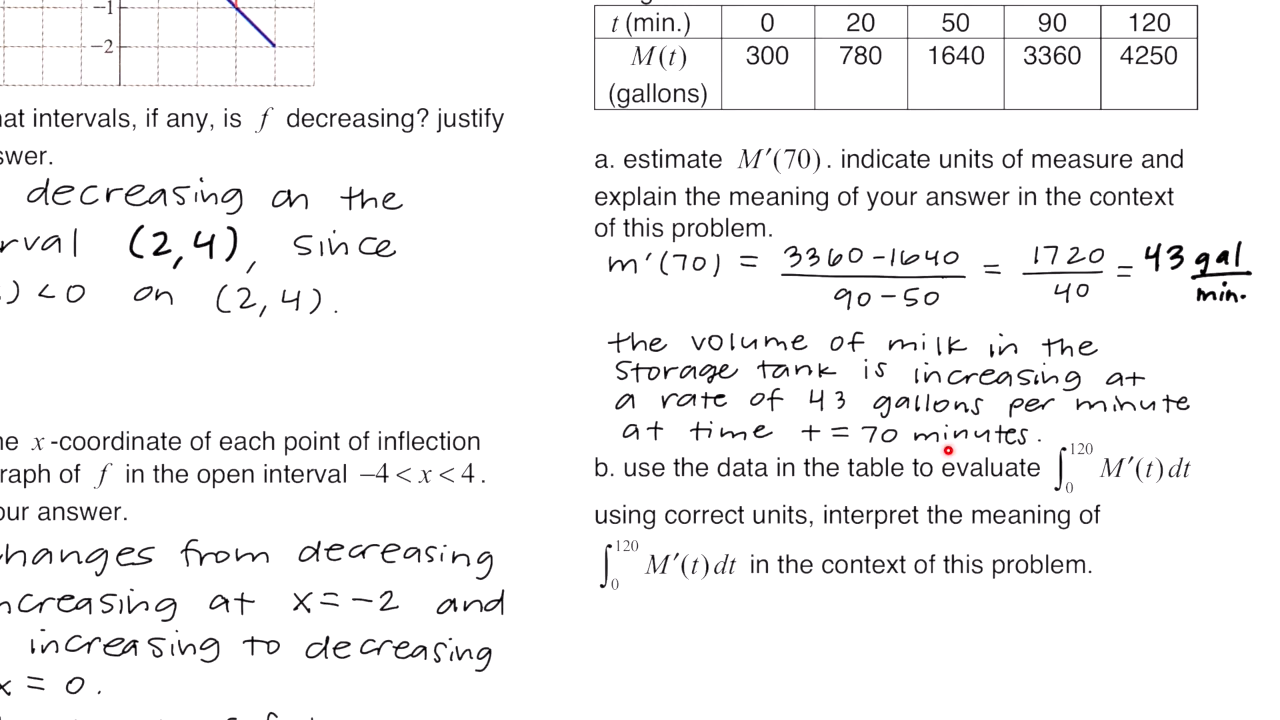 −1
−2
at intervals, if any, is f decreasing? justify
swer.
decreasing on the
rval (2,4), since
) <0 on (2,4).
ne x-coordinate of each point of inflection
raph of f in the open interval −4 < x < 4.
our answer.
hanges from decreasing
ncreasing at x=-2 and
increasing to decreasing
x = 0.
t (min.) 0 20 50 90 120
M(t) 300 780 1640 3360 4250
(gallons)
a. estimate M′(70). indicate units of measure and
explain the meaning of your answer in the context
of this problem.
m'(70) = 3360-1640 / 90-50 = 1720 / 40 = 43 gal / min.
the volume of milk in the
storage tank is increasing at
a rate of 43 gallons per minute
at time t = 70 minutes.
b. use the data in the table to evaluate ∫₀¹²⁰ M′(t) dt
using correct units, interpret the meaning of
∫₀¹²⁰ M′(t) dt in the context of this problem.